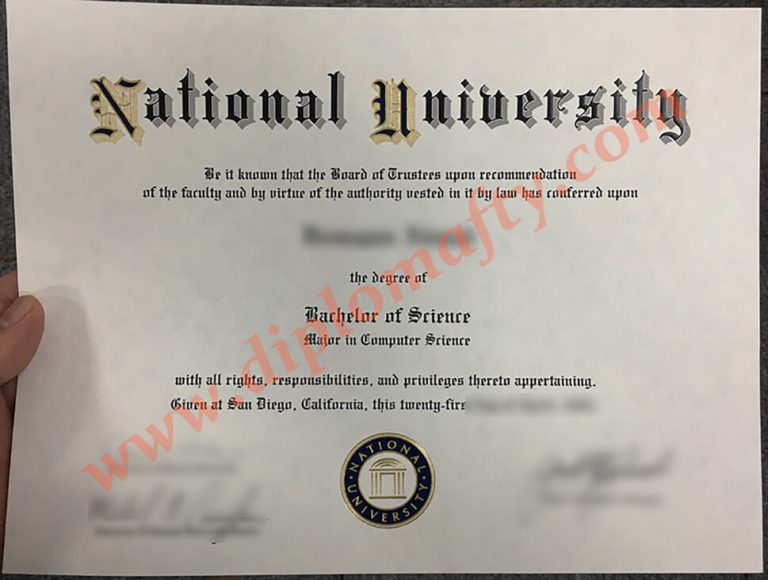 National University
Be it known that the Board of Trustees upon recommendation
of the faculty and by virtue of the authority vested in it by law has conferred upon
the degree of
Bachelor of Science
Major in Computer Science
with all rights, responsibilities, and privileges thereto appertaining.
Given at San Diego, California, this twenty-firs
NATIONAL UNIVERSITY
www.diplomafty.com